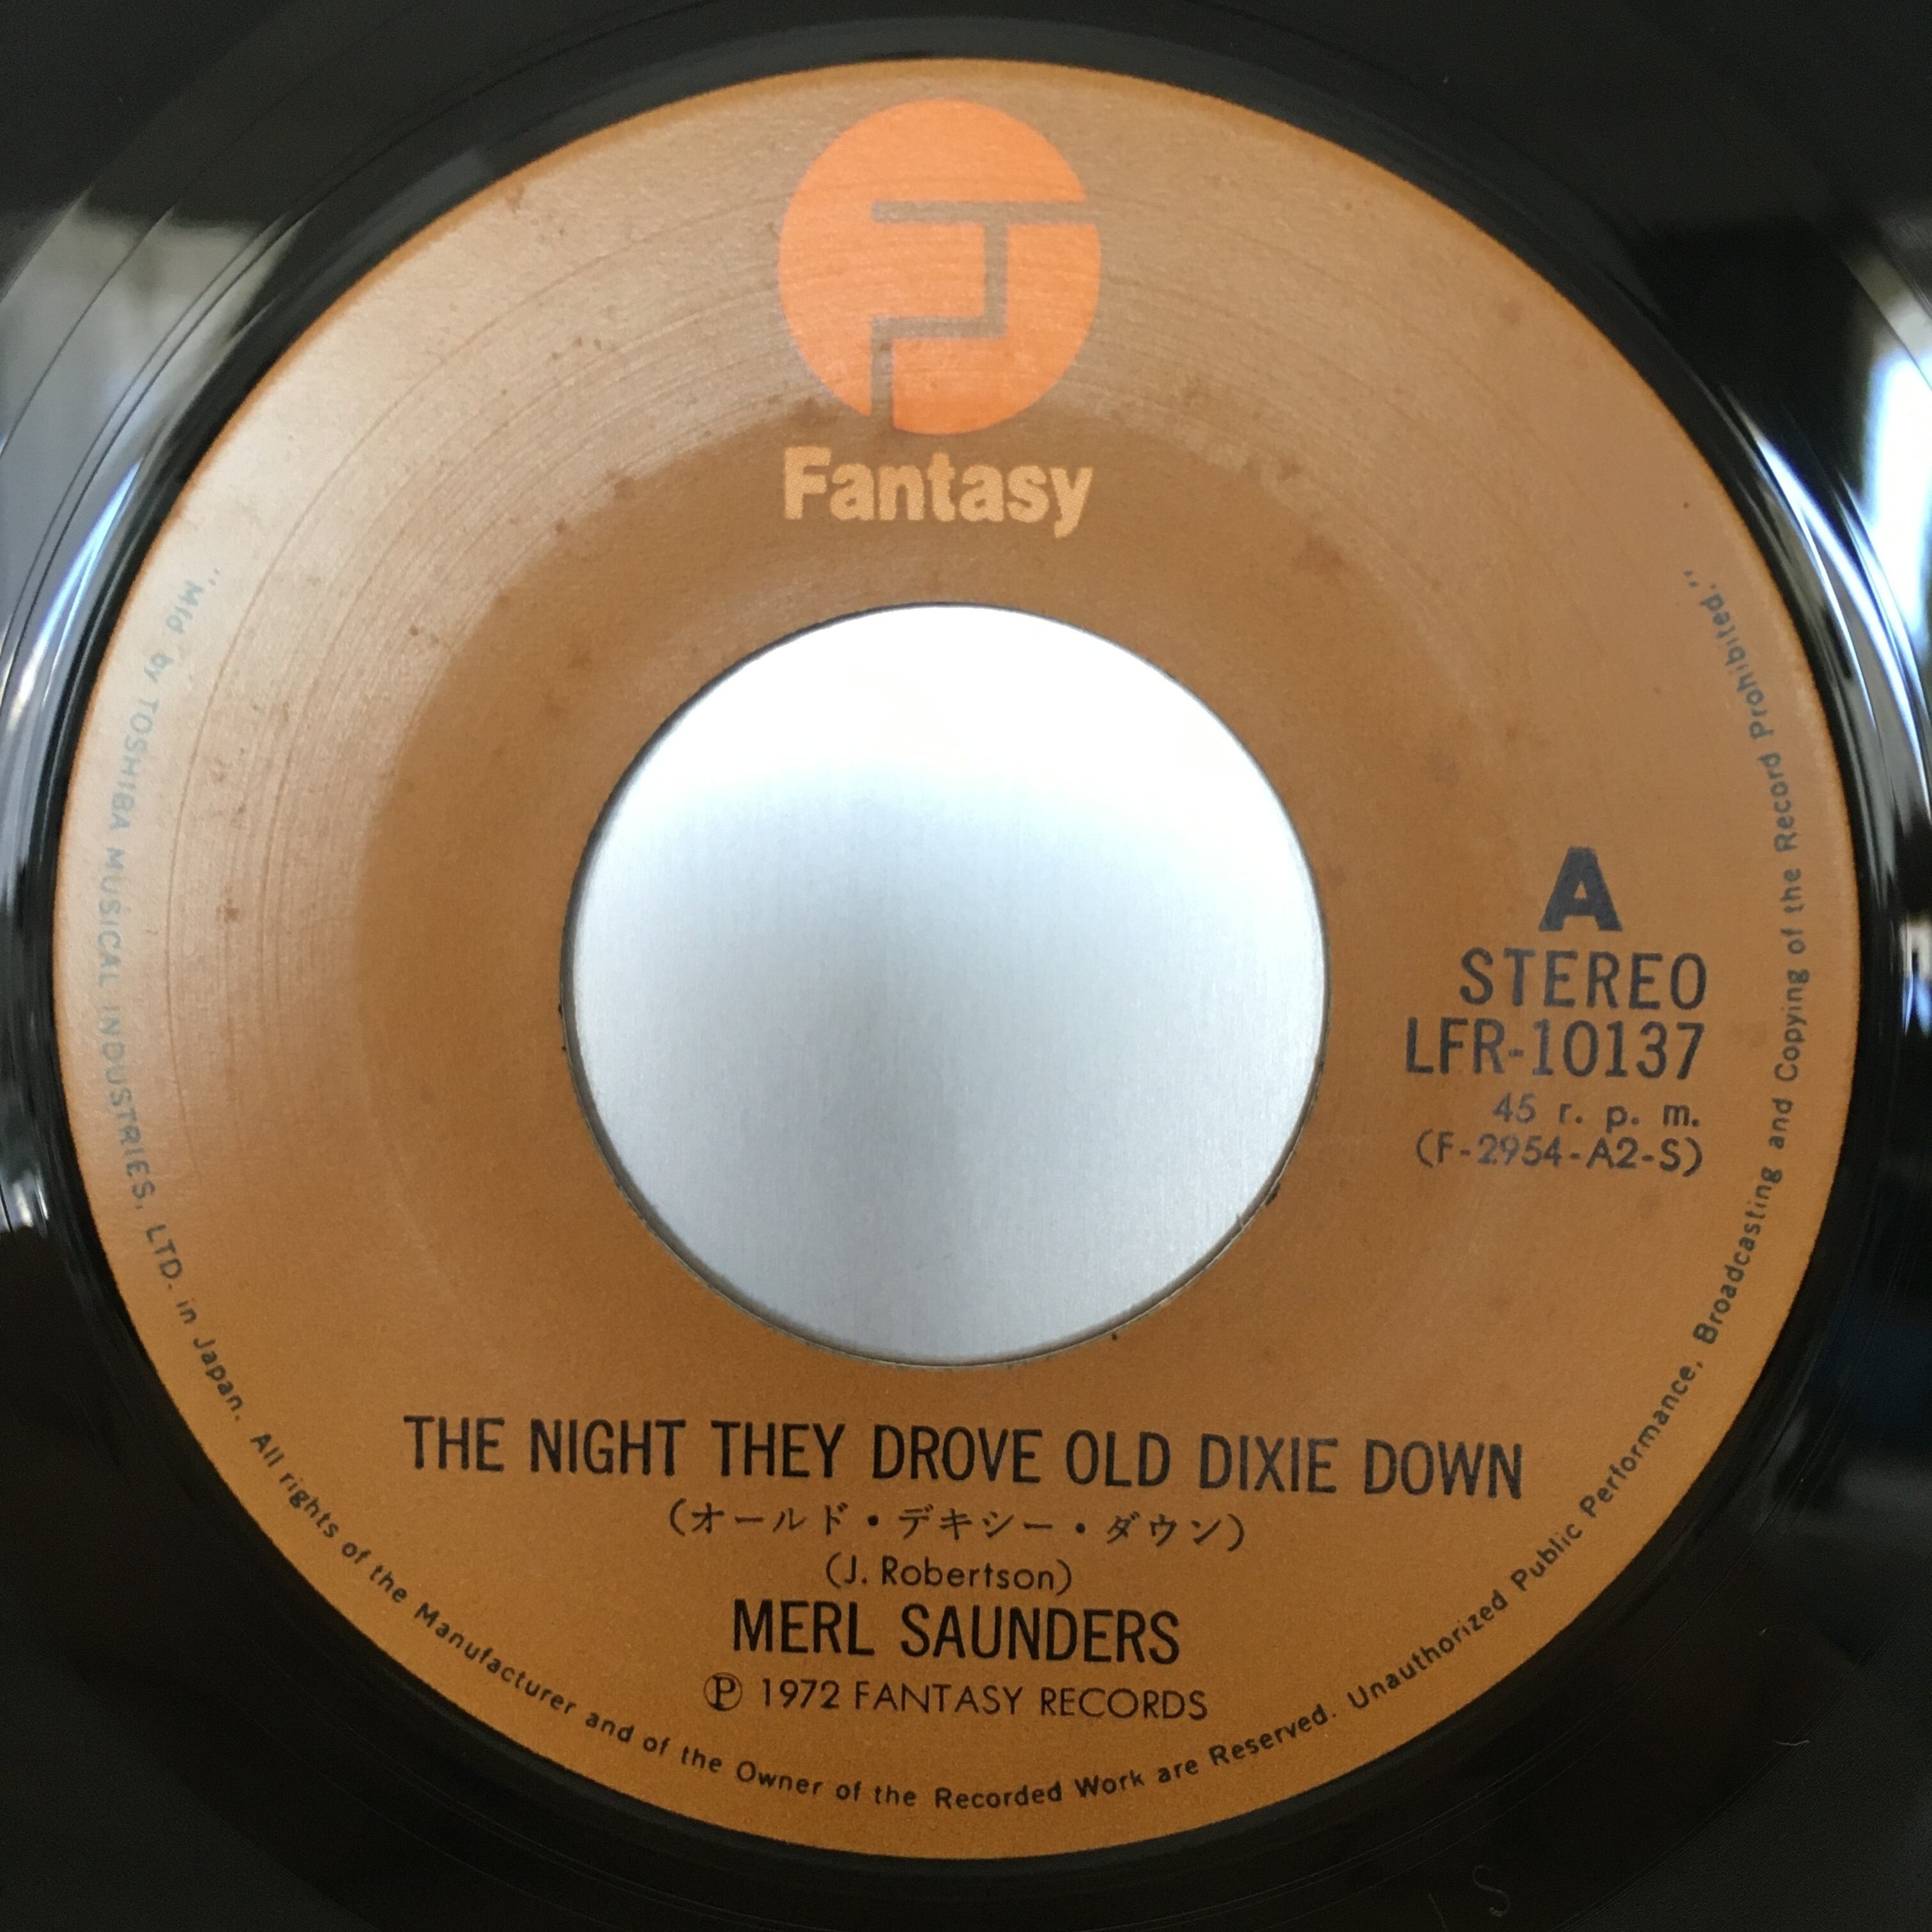 Fantasy
A
STEREO
LFR-10137
45 r. p. m.
(F-2954-A2-S)
THE NIGHT THEY DROVE OLD DIXIE DOWN
(オールド・デキシー・ダウン)
(J. Robertson)
MERL SAUNDERS
Ⓟ 1972 FANTASY RECORDS
"Mfd by TOSHIBA MUSICAL INDUSTRIES, LTD. in Japan. All rights of the Manufacturer and of the Owner of the Recorded Work are Reserved. Unauthorized Public Performance, Broadcasting and Copying of the Record Prohibited."